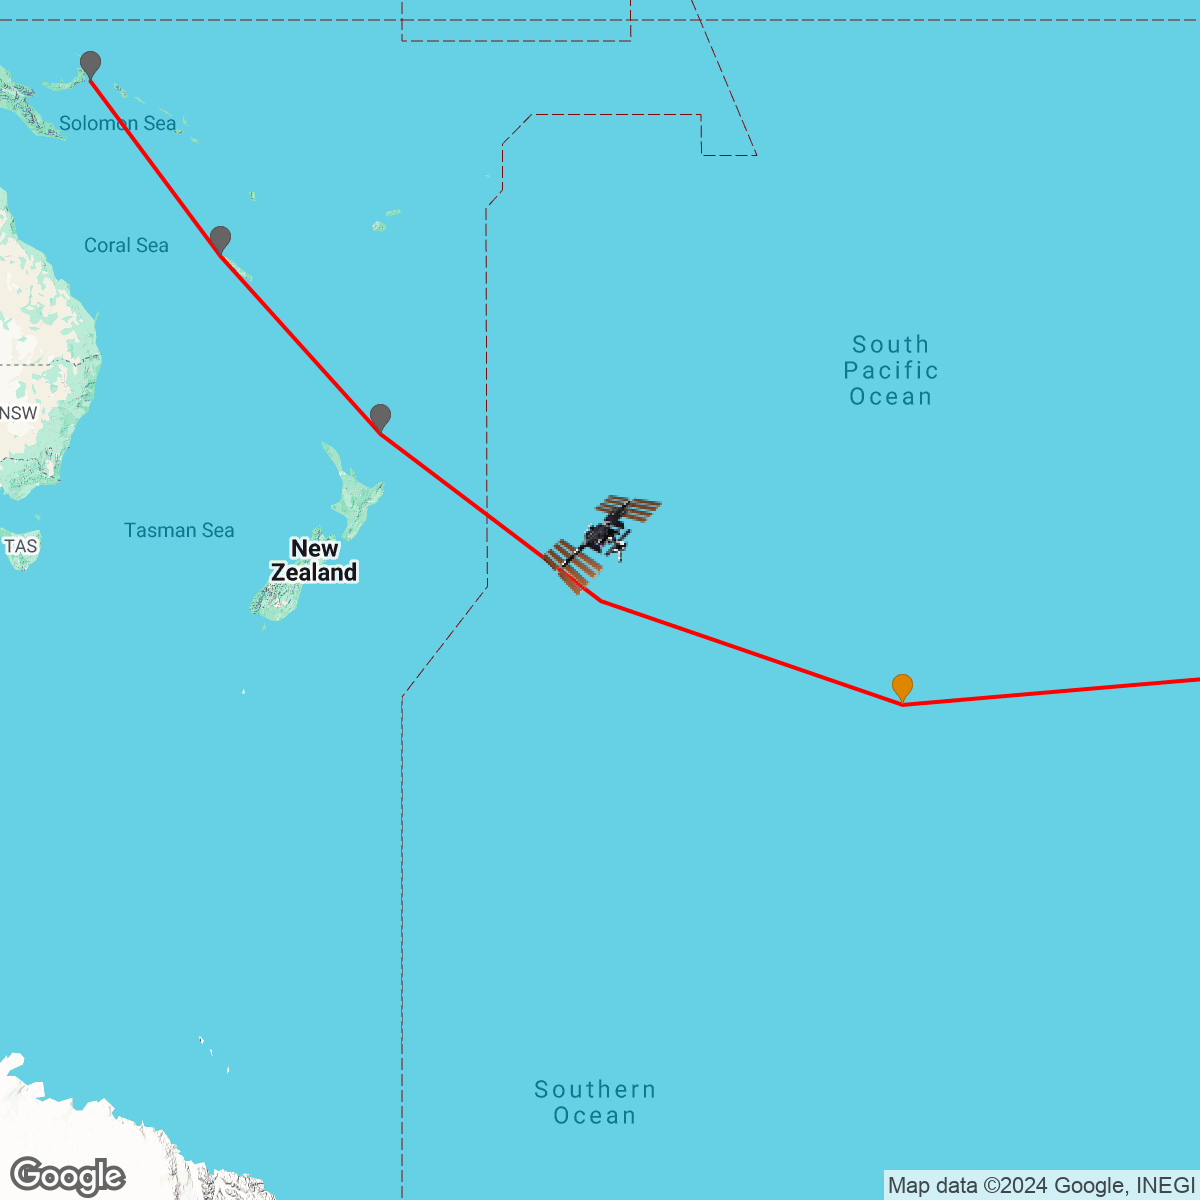 Solomon Sea
Coral Sea
South
Pacific
Ocean
NSW
Tasman Sea
TAS
New
Zealand
Southern
Ocean
Google
Map data ©2024 Google, INEGI